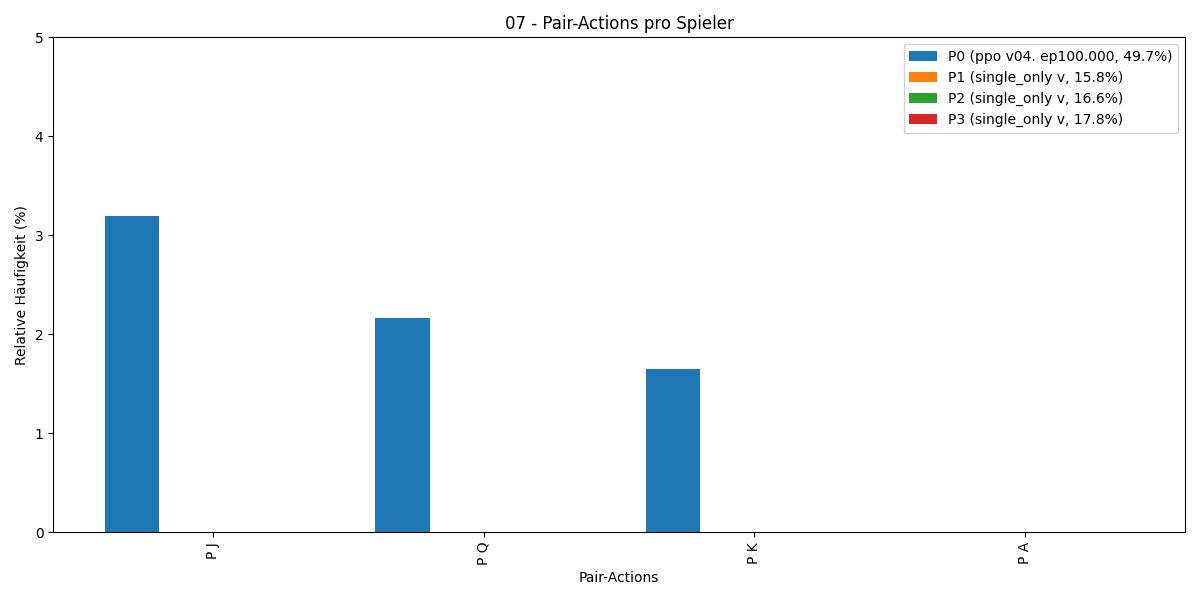 07 - Pair-Actions pro Spieler
P0 (ppo v04. ep100.000, 49.7%)
P1 (single_only v, 15.8%)
P2 (single_only v, 16.6%)
P3 (single_only v, 17.8%)
Relative Häufigkeit (%)
5
4
3
2
1
0
P J
P Q
P K
P A
Pair-Actions